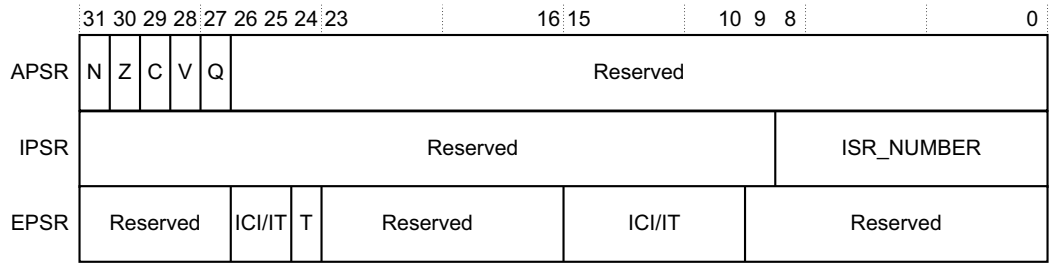 31 30 29 28 27 26 25 24 23 16 15 10 9 8 0
APSR N Z C V Q Reserved
IPSR Reserved ISR_NUMBER
EPSR Reserved ICI/IT T Reserved ICI/IT Reserved